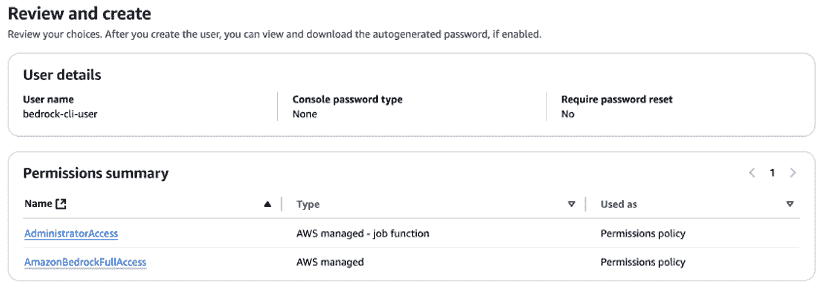 Review and create
Review your choices. After you create the user, you can view and download the autogenerated password, if enabled.
User details
User name
Console password type
Require password reset
bedrock-cli-user
None
No
Permissions summary
1
Name
Type
Used as
AdministratorAccess
AWS managed - job function
Permissions policy
AmazonBedrockFullAccess
AWS managed
Permissions policy